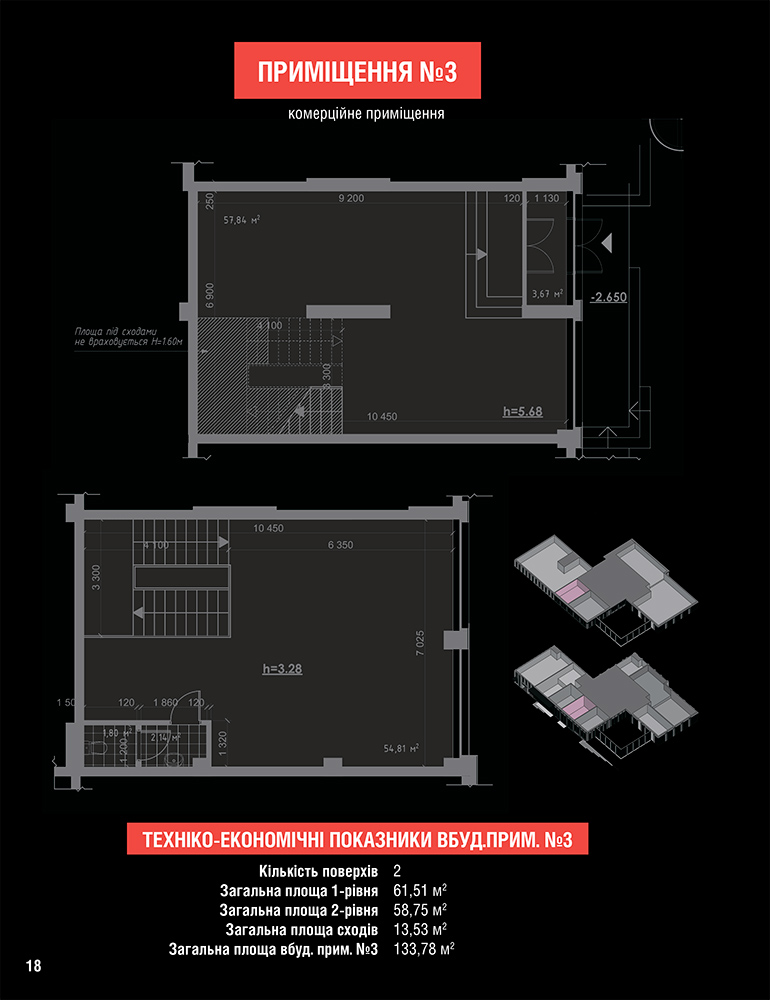 ПРИМІЩЕННЯ №3
комерційне приміщення
250
9 200
120
1 130
57,84 м²
6 900
3,67 м²
-2.650
Площа під сходами
не враховується H=1.60м
4 100
3 300
10 450
h=5.68
10 450
4 100
6 350
3 300
7 025
h=3.28
1 50
120
1 860
120
1,80 м²
2,14 м²
1 200
1 320
54,81 м²
ТЕХНІКО-ЕКОНОМІЧНІ ПОКАЗНИКИ ВБУД.ПРИМ. №3
Кількість поверхів 2
Загальна площа 1-рівня 61,51 м²
Загальна площа 2-рівня 58,75 м²
Загальна площа сходів 13,53 м²
Загальна площа вбуд. прим. №3 133,78 м²
18